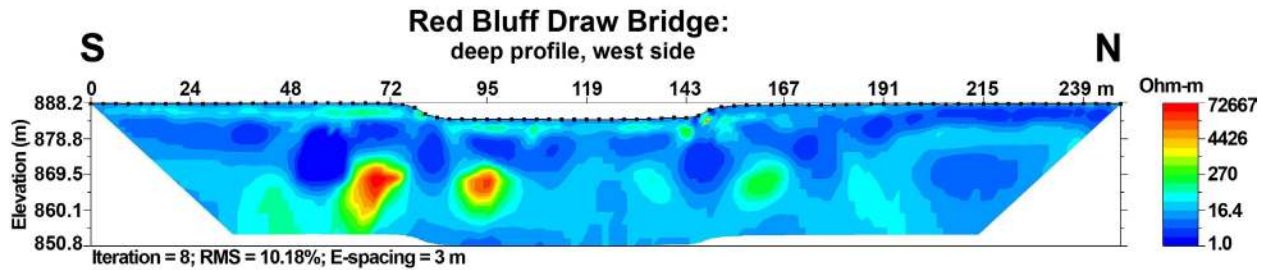 Red Bluff Draw Bridge:
deep profile, west side
S
N
0 24 48 72 95 119 143 167 191 215 239 m
Ohm-m
Elevation (m)
888.2
878.8
869.5
860.1
850.8
72667
4426
270
16.4
1.0
Iteration = 8; RMS = 10.18%; E-spacing = 3 m